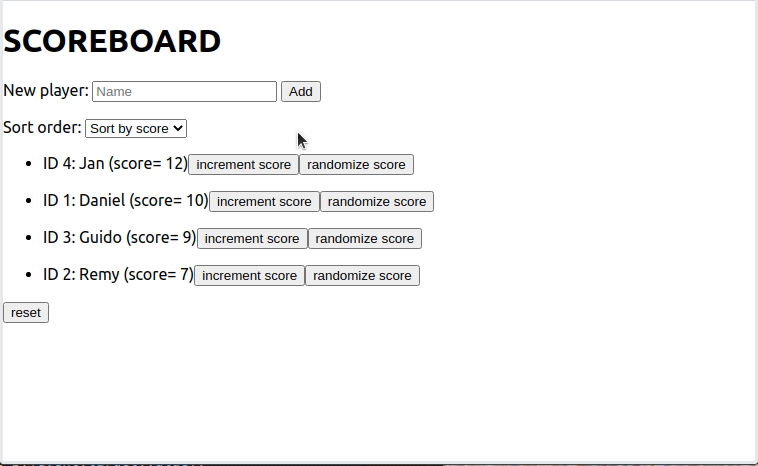 SCOREBOARD
New player: Name Add
Sort order: Sort by score
ID 4: Jan (score= 12) increment score randomize score
ID 1: Daniel (score= 10) increment score randomize score
ID 3: Guido (score= 9) increment score randomize score
ID 2: Remy (score= 7) increment score randomize score
reset